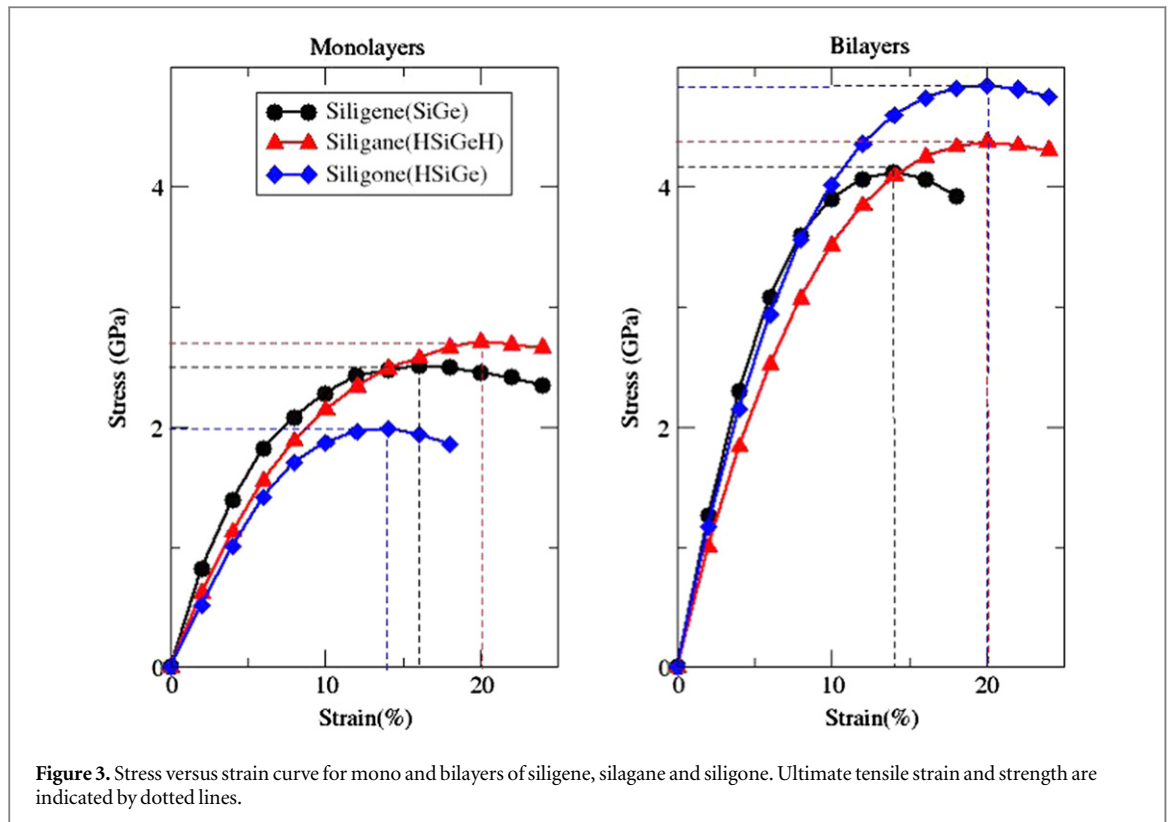 Monolayers
Bilayers
Siligene(SiGe)
Siligane(HSiGeH)
Siligone(HSiGe)
Stress (GPa)
4
2
0
0
10
20
Strain(%)
Stress (GPa)
4
2
0
0
10
20
Strain(%)
Figure 3. Stress versus strain curve for mono and bilayers of siligene, silagane and siligone. Ultimate tensile strain and strength are
indicated by dotted lines.